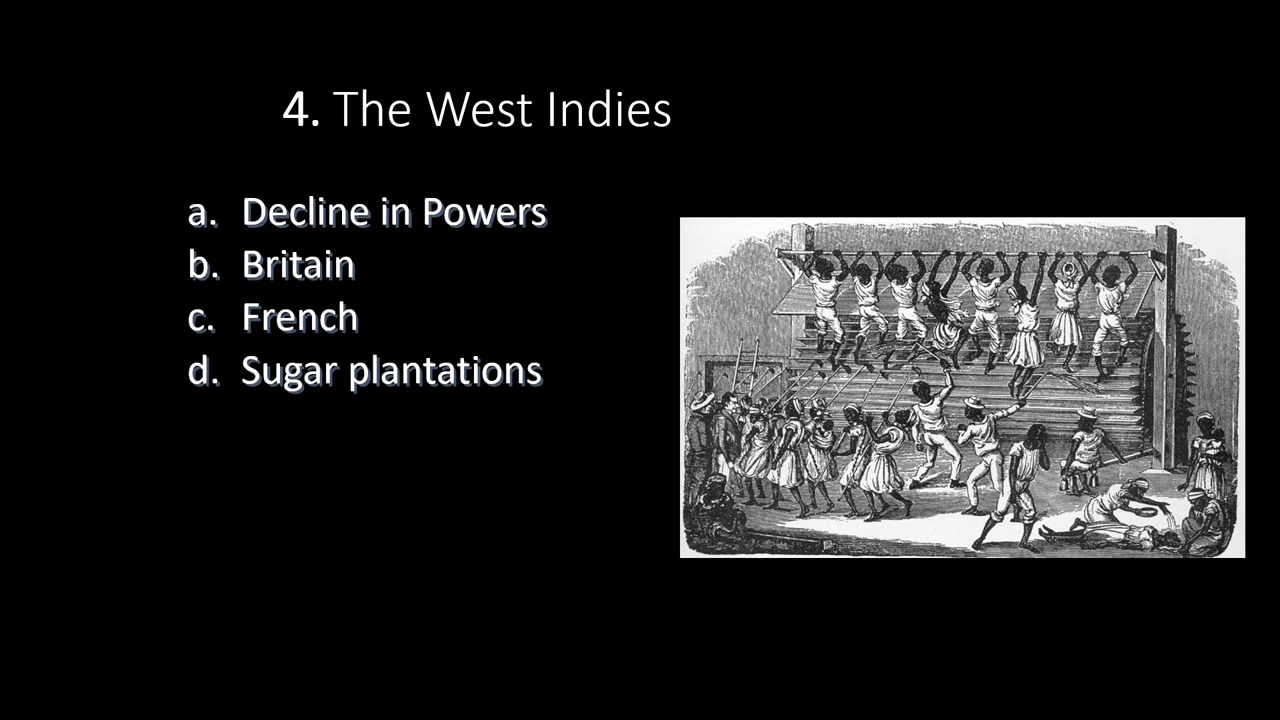 4. The West Indies
a. Decline in Powers
b. Britain
c. French
d. Sugar plantations